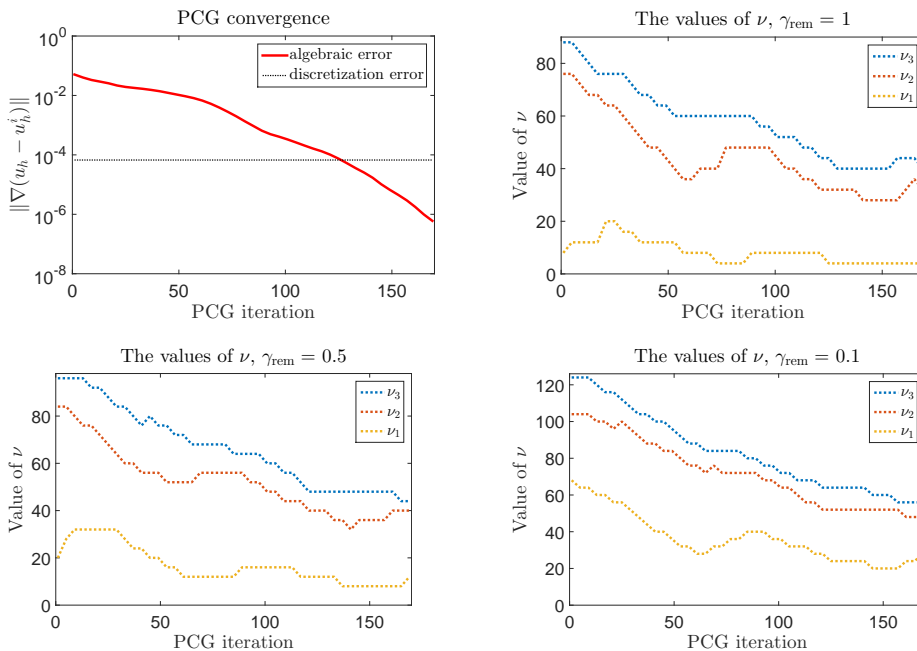 PCG convergence
10^0
10^-2
10^-4
10^-6
10^-8
‖∇(u_h − u_h^i)‖
algebraic error
discretization error
0
50
100
150
PCG iteration
The values of ν, γ_rem = 1
80
60
40
20
0
Value of ν
ν_3
ν_2
ν_1
0
50
100
150
PCG iteration
The values of ν, γ_rem = 0.5
80
60
40
20
0
Value of ν
ν_3
ν_2
ν_1
0
50
100
150
PCG iteration
The values of ν, γ_rem = 0.1
120
100
80
60
40
20
0
Value of ν
ν_3
ν_2
ν_1
0
50
100
150
PCG iteration